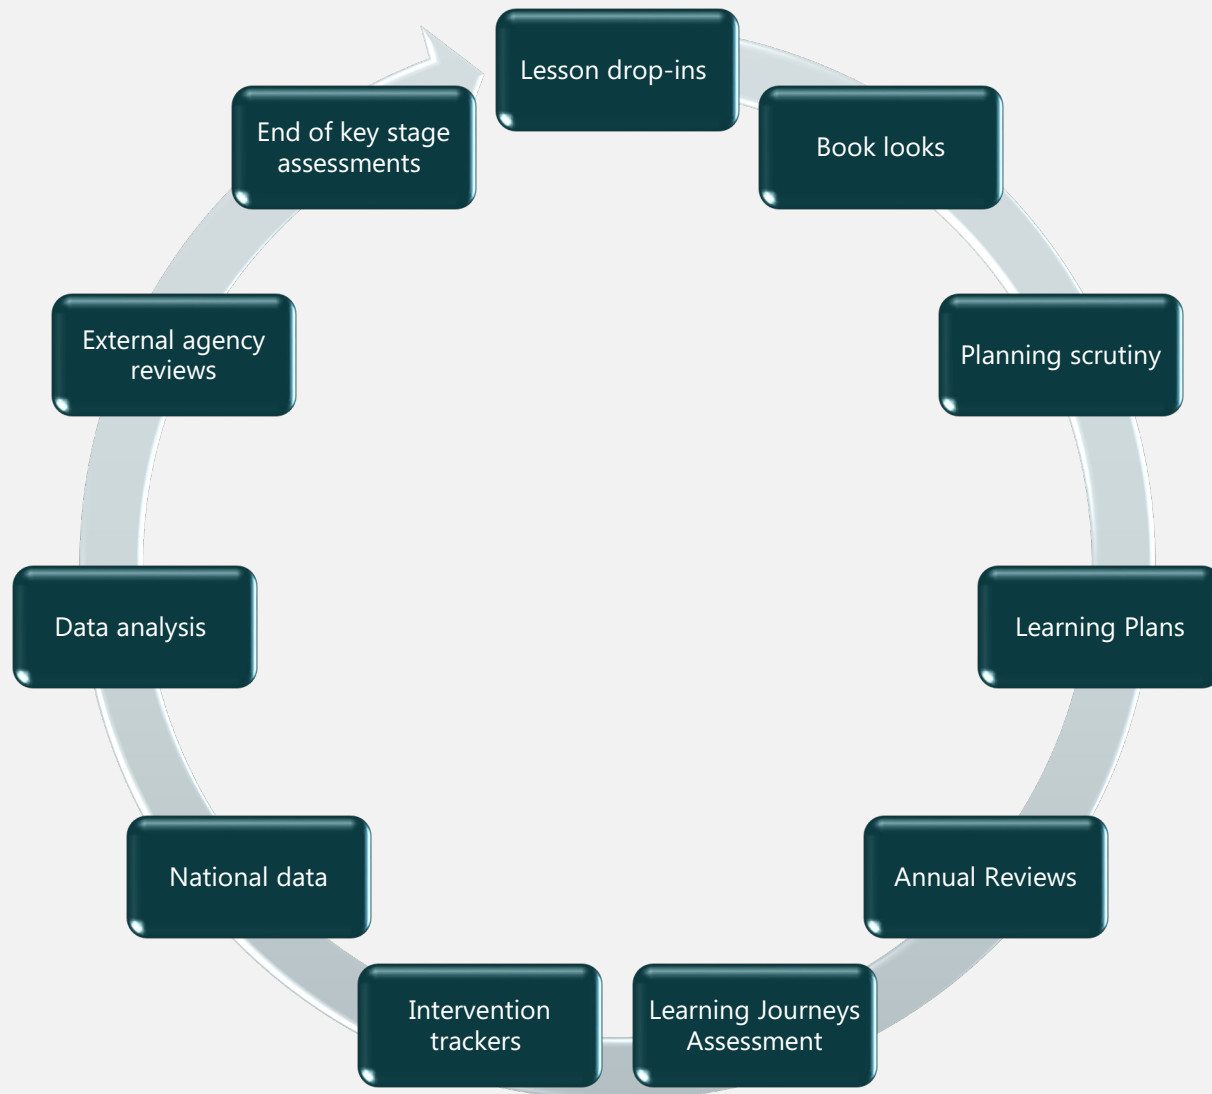 Lesson drop-ins
Book looks
Planning scrutiny
Learning Plans
Annual Reviews
Learning Journeys
Assessment
Intervention
trackers
National data
Data analysis
External agency
reviews
End of key stage
assessments